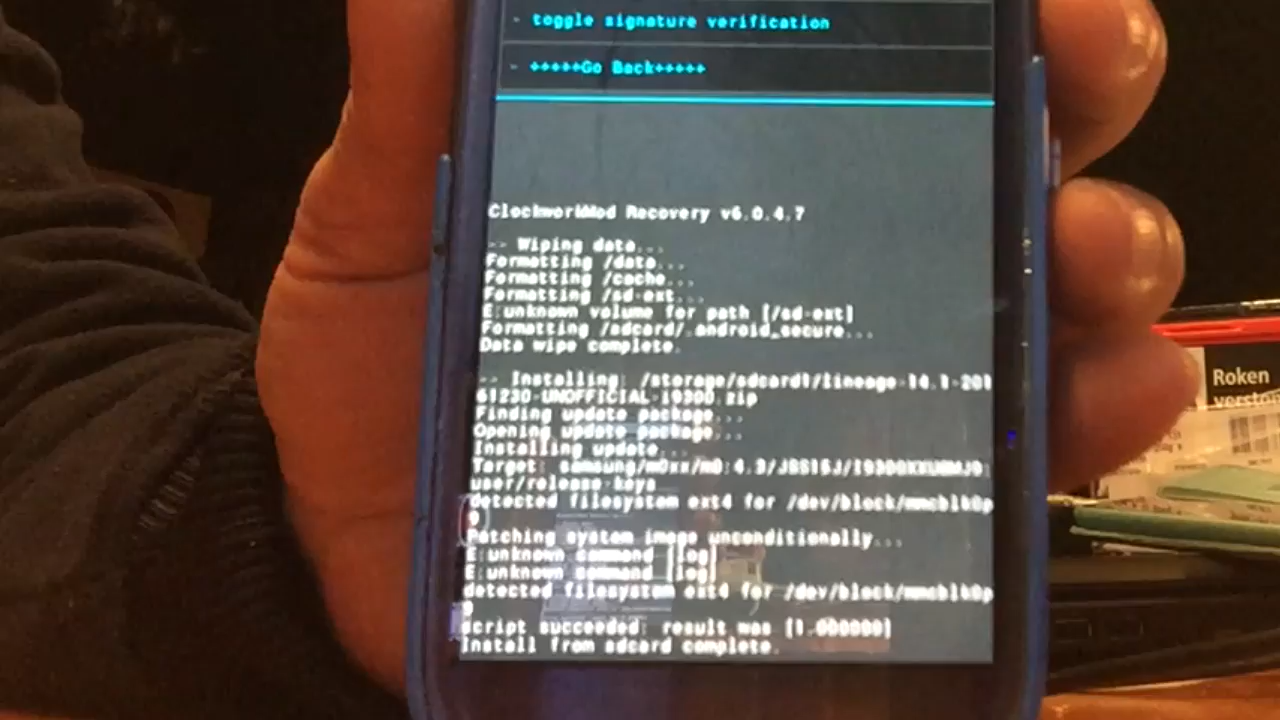 - toggle signature verification
- +++++Go Back+++++
ClockworkMod Recovery v6.0.4.7
-- Wiping data...
Formatting /data...
Formatting /cache...
Formatting /sd-ext...
E:unknown volume for path [/sd-ext]
Formatting /sdcard/.android_secure...
Data wipe complete.
-- Installing: /storage/sdcard1/lineage-14.1-201
61230-UNOFFICIAL-i9300.zip
Finding update package...
Opening update package...
Installing update...
Target: samsung/m0xx/m0:4.3/JSS15J/I9300XXUGMJ9:
user/release-keys
detected filesystem ext4 for /dev/block/mmcblk0p
9
Patching system image unconditionally...
E:unknown command [log]
E:unknown command [log]
detected filesystem ext4 for /dev/block/mmcblk0p
9
script succeeded: result was [1.000000]
Install from sdcard complete.
Roken